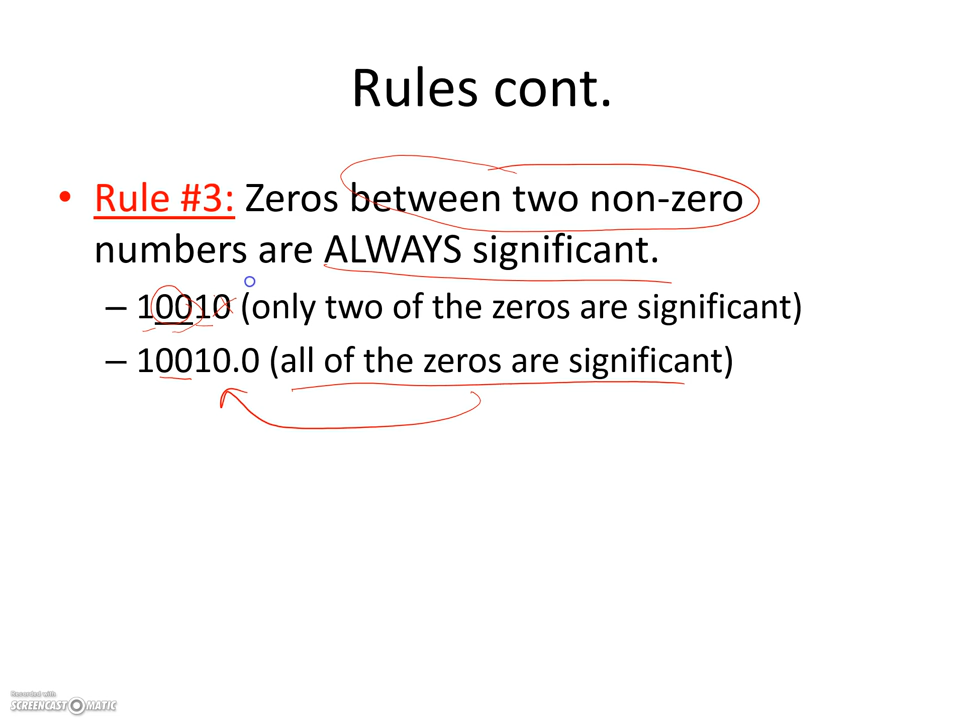 Rules cont.
• Rule #3: Zeros between two non-zero
numbers are ALWAYS significant.
– 10010 (only two of the zeros are significant)
– 10010.0 (all of the zeros are significant)
Recorded with
SCREENCAST MATIC